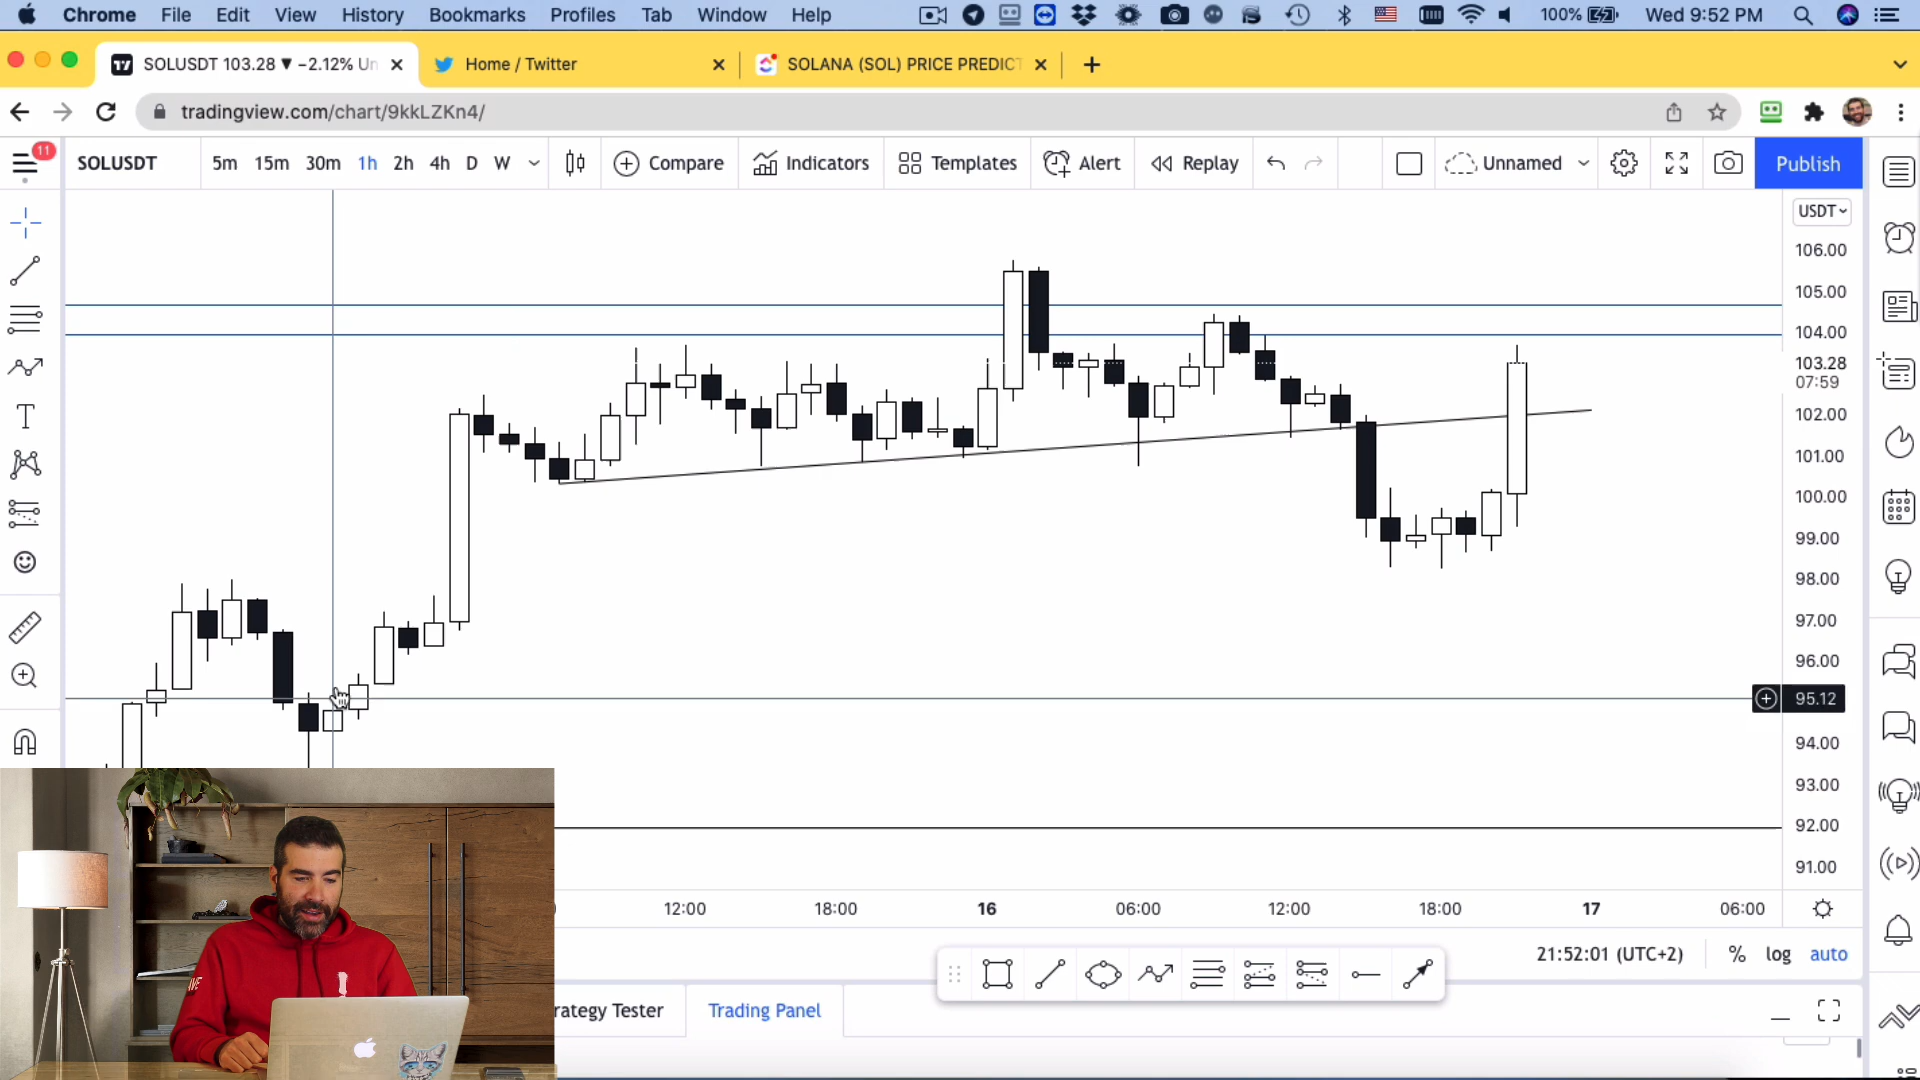 Chrome File Edit View History Bookmarks Profiles Tab Window Help 100% Wed 9:52 PM
SOLUSDT 103.28 ▼ −2.12% Un
Home / Twitter
SOLANA (SOL) PRICE PREDICT
tradingview.com/chart/9kkLZKn4/
11
SOLUSDT 5m 15m 30m 1h 2h 4h D W Compare Indicators Templates Alert Replay Unnamed Publish
USDT
106.00
105.00
104.00
103.28
07:59
102.00
101.00
100.00
99.00
98.00
97.00
96.00
95.12
94.00
93.00
92.00
91.00
12:00 18:00 16 06:00 12:00 18:00 17 06:00
21:52:01 (UTC+2) % log auto
rategy Tester Trading Panel